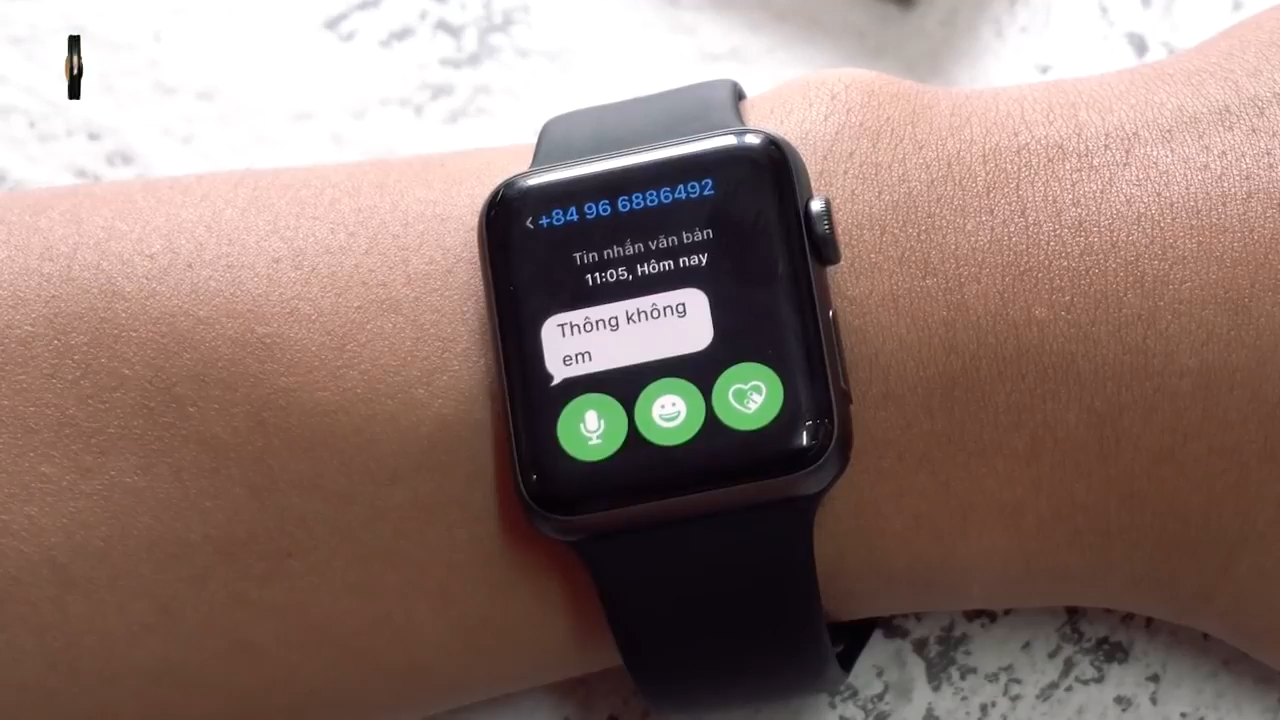 +84 96 6886492
Tin nhắn văn bản
11:05, Hôm nay
Thông không
em